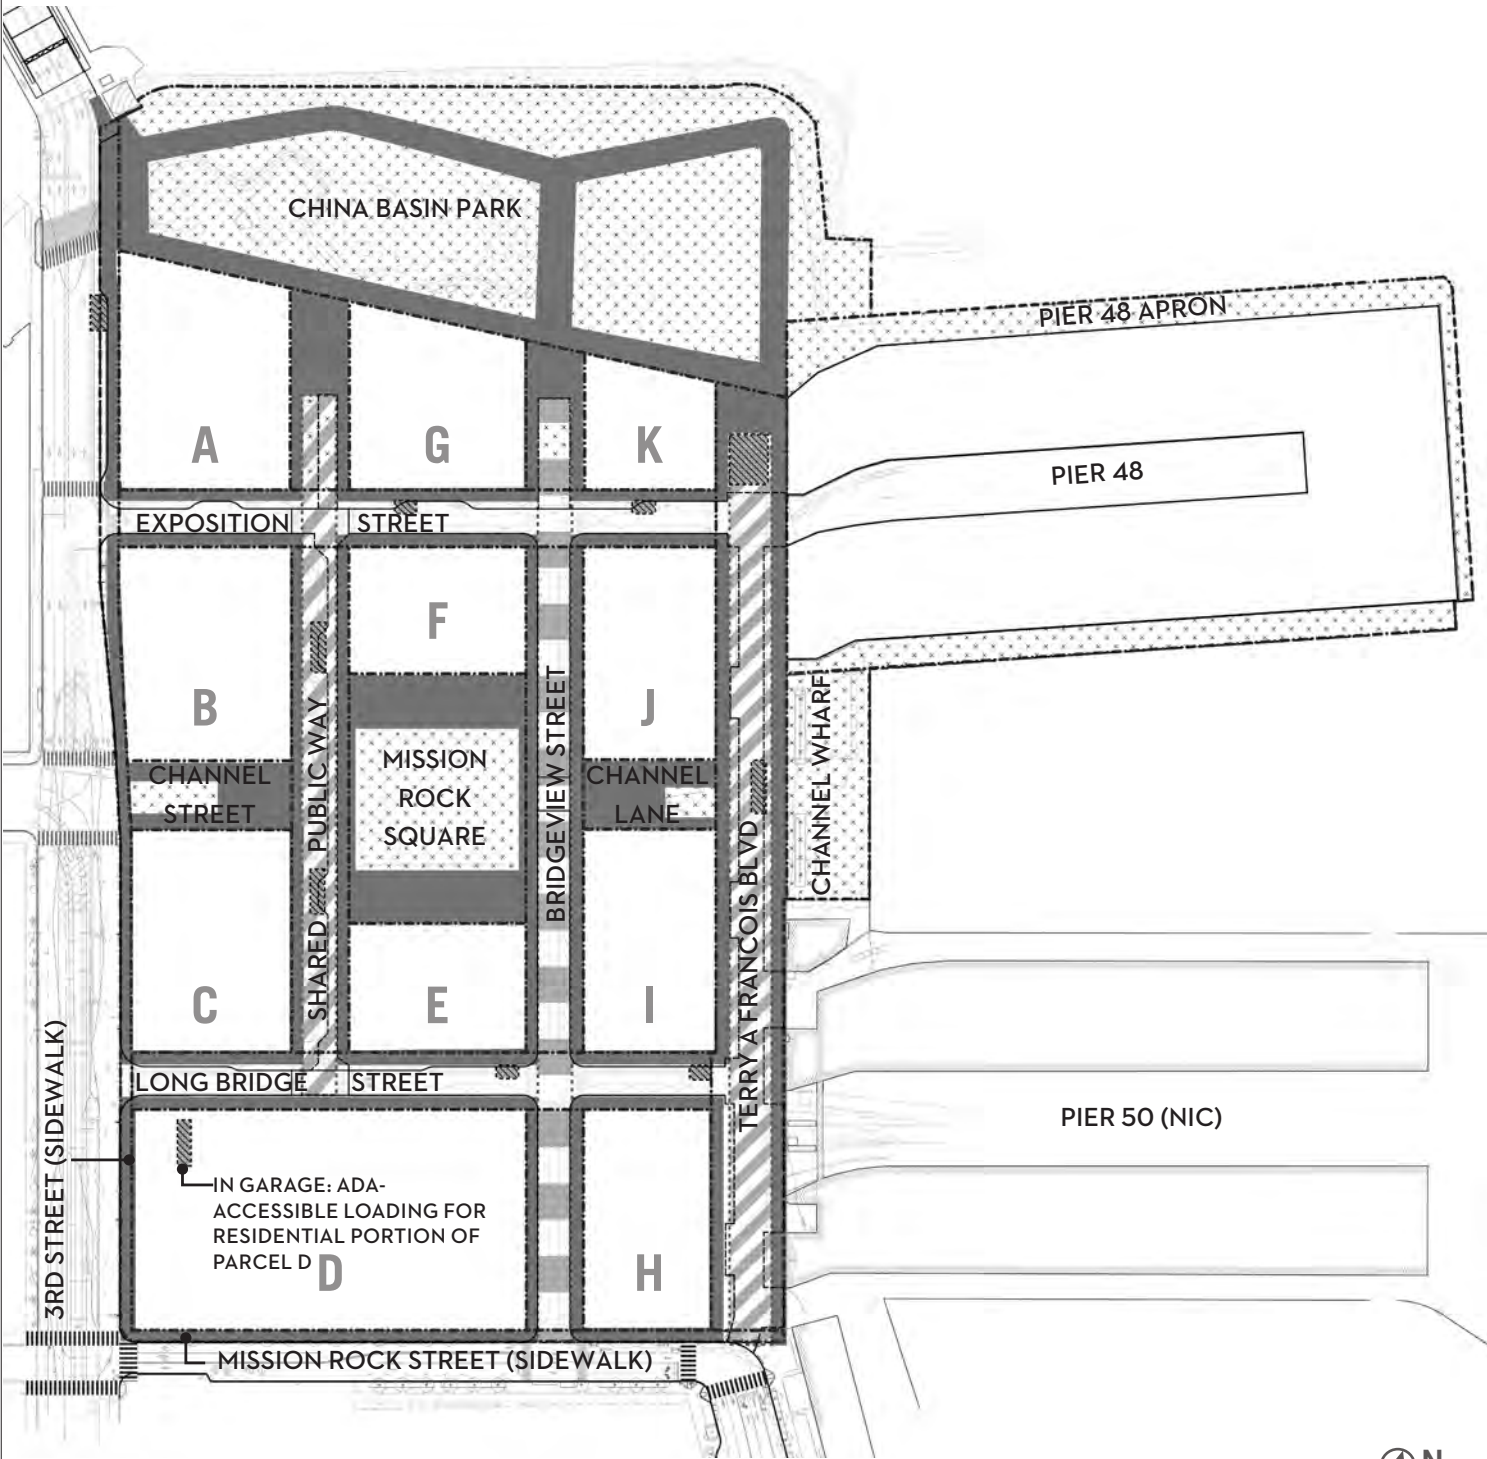 CHINA BASIN PARK
PIER 48 APRON
A
G
K
PIER 48
EXPOSITION STREET
F
B
J
SHARED PUBLIC WAY
BRIDGEVIEW STREET
CHANNEL WHARF
MISSION
ROCK
SQUARE
CHANNEL
STREET
CHANNEL
LANE
TERRY A FRANCOIS BLVD
C
E
I
LONG BRIDGE STREET
3RD STREET (SIDEWALK)
PIER 50 (NIC)
IN GARAGE: ADA-
ACCESSIBLE LOADING FOR
RESIDENTIAL PORTION OF
PARCEL D
D
H
MISSION ROCK STREET (SIDEWALK)
N